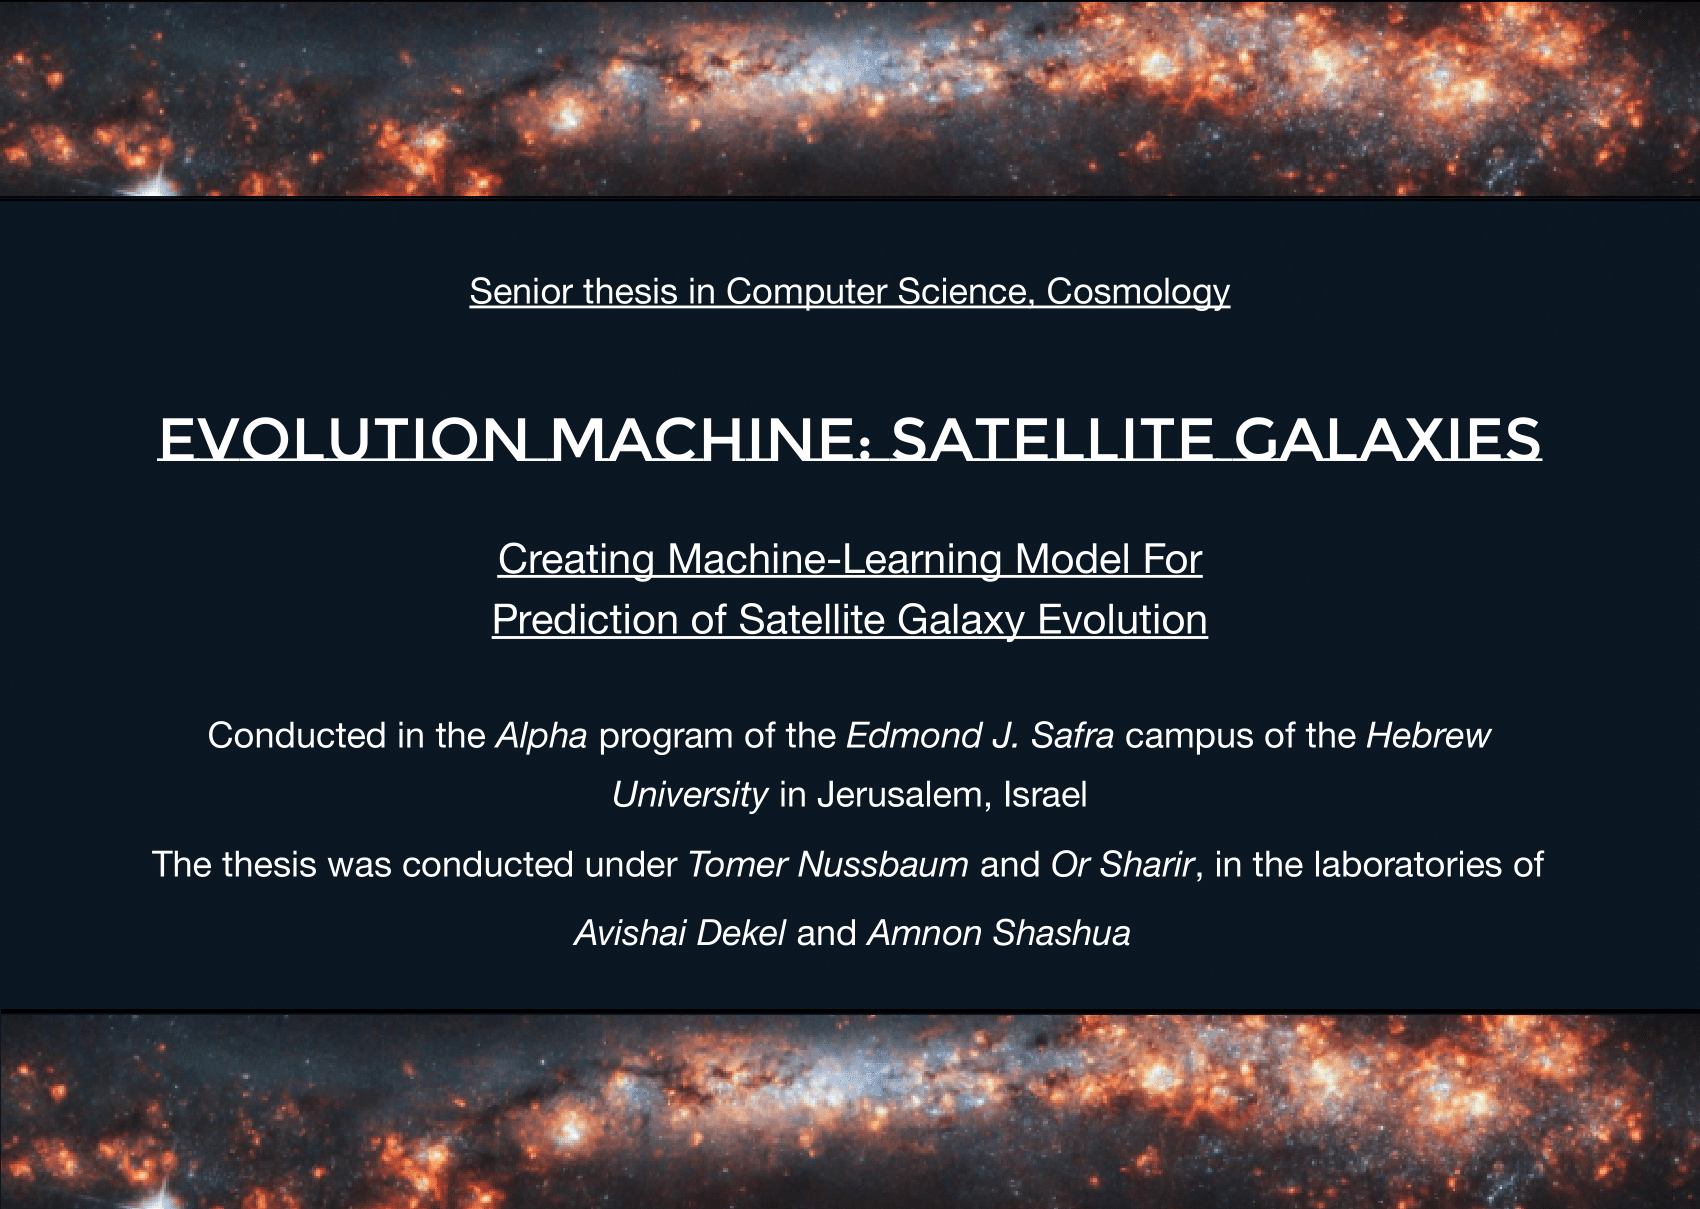 Senior thesis in Computer Science, Cosmology
EVOLUTION MACHINE: SATELLITE GALAXIES
Creating Machine-Learning Model For
Prediction of Satellite Galaxy Evolution
Conducted in the Alpha program of the Edmond J. Safra campus of the Hebrew
University in Jerusalem, Israel
The thesis was conducted under Tomer Nussbaum and Or Sharir, in the laboratories of
Avishai Dekel and Amnon Shashua